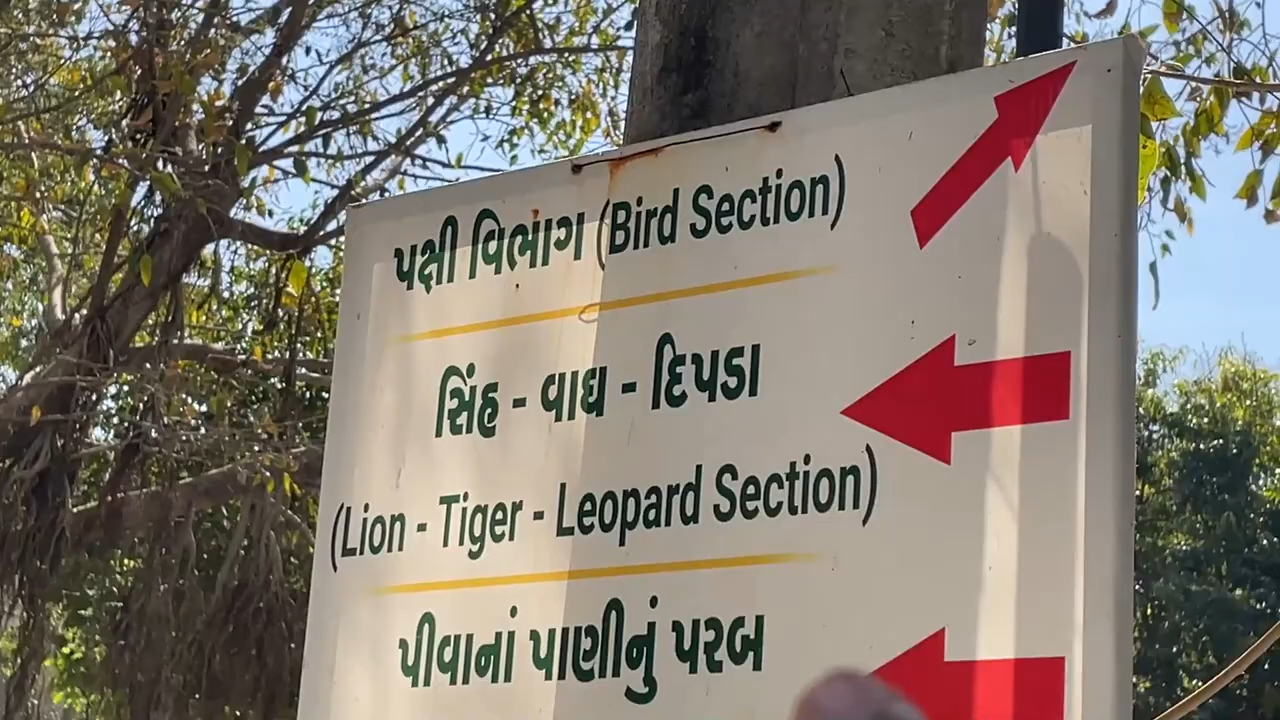 પક્ષી વિભાગ (Bird Section)
સિંહ - વાઘ - દિપડા
(Lion - Tiger - Leopard Section)
પીવાનાં પાણીનું પરબ